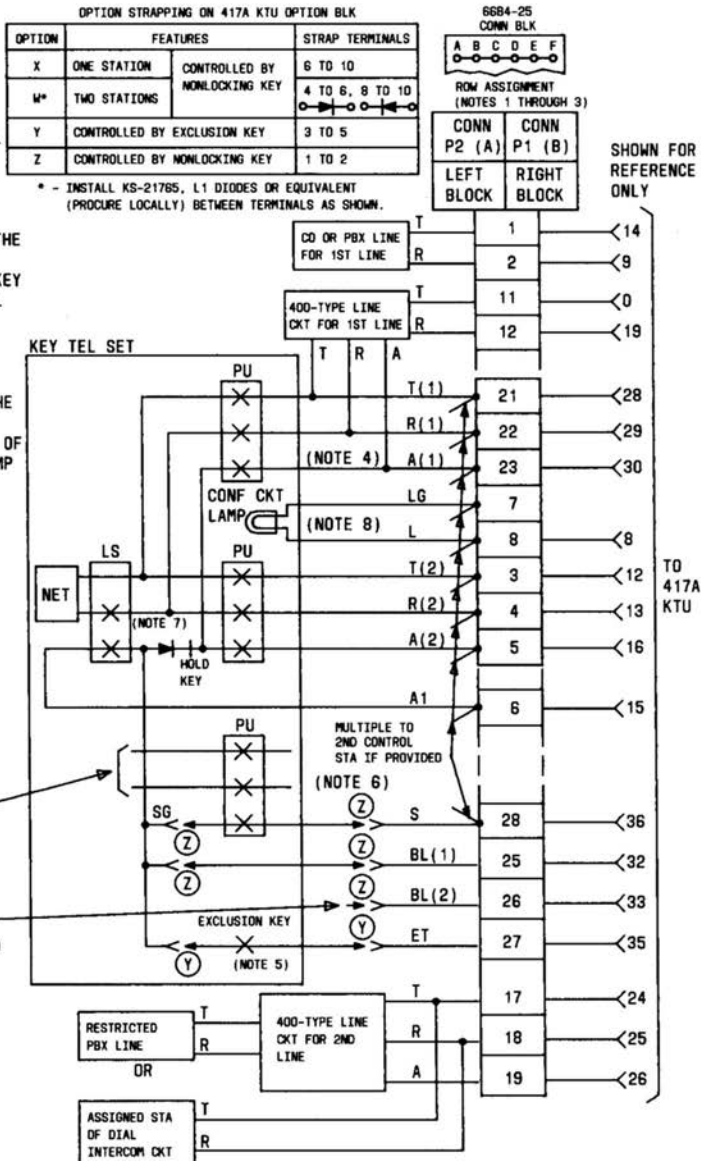 OPTION STRAPPING ON 417A KTU OPTION BLK
OPTION FEATURES STRAP TERMINALS
X ONE STATION CONTROLLED BY NONLOCKING KEY 6 TO 10
W* TWO STATIONS 4 TO 6, 8 TO 10
Y CONTROLLED BY EXCLUSION KEY 3 TO 5
Z CONTROLLED BY NONLOCKING KEY 1 TO 2
* - INSTALL KS-21765, L1 DIODES OR EQUIVALENT
(PROCURE LOCALLY) BETWEEN TERMINALS AS SHOWN.
66B4-25
CONN BLK
A B C D E F
ROW ASSIGNMENT
(NOTES 1 THROUGH 3)
CONN P2 (A) CONN P1 (B)
LEFT BLOCK RIGHT BLOCK
SHOWN FOR
REFERENCE
ONLY
THE
KEY
HE
OF
MP
CO OR PBX LINE
FOR 1ST LINE
T 1 14
R 2 9
400-TYPE LINE
CKT FOR 1ST LINE
T 11 0
R 12 19
T R A
KEY TEL SET
PU
T(1) 21 28
R(1) 22 29
(NOTE 4) A(1) 23 30
CONF CKT
LAMP
(NOTE 8)
LG 7
L 8 8
LS
PU
NET
(NOTE 7)
HOLD
KEY
T(2) 3 12
R(2) 4 13
A(2) 5 16
TO
417A
KTU
A1 6 15
MULTIPLE TO
2ND CONTROL
STA IF PROVIDED
PU
(NOTE 6)
SG Z Z S 28 36
Z Z BL(1) 25 32
Z BL(2) 26 33
EXCLUSION KEY
(NOTE 5)
Y Y ET 27 35
RESTRICTED
PBX LINE
T
R
OR
400-TYPE LINE
CKT FOR 2ND
LINE
T 17 24
R 18 25
A 19 26
ASSIGNED STA
OF DIAL
INTERCOM CKT
T
R